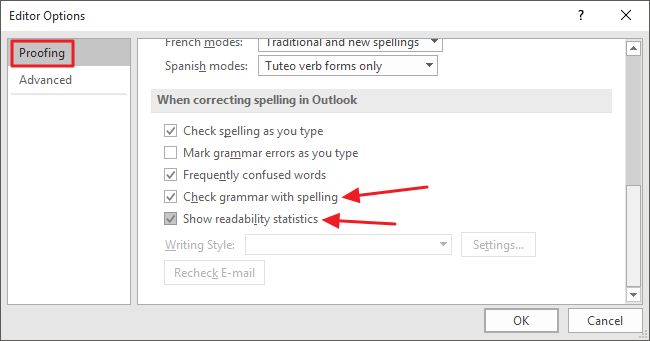 Editor Options
?
Proofing
Advanced
French modes: Traditional and new spellings
Spanish modes: Tuteo verb forms only
When correcting spelling in Outlook
Check spelling as you type
Mark grammar errors as you type
Frequently confused words
Check grammar with spelling
Show readability statistics
Writing Style:
Settings...
Recheck E-mail
OK
Cancel